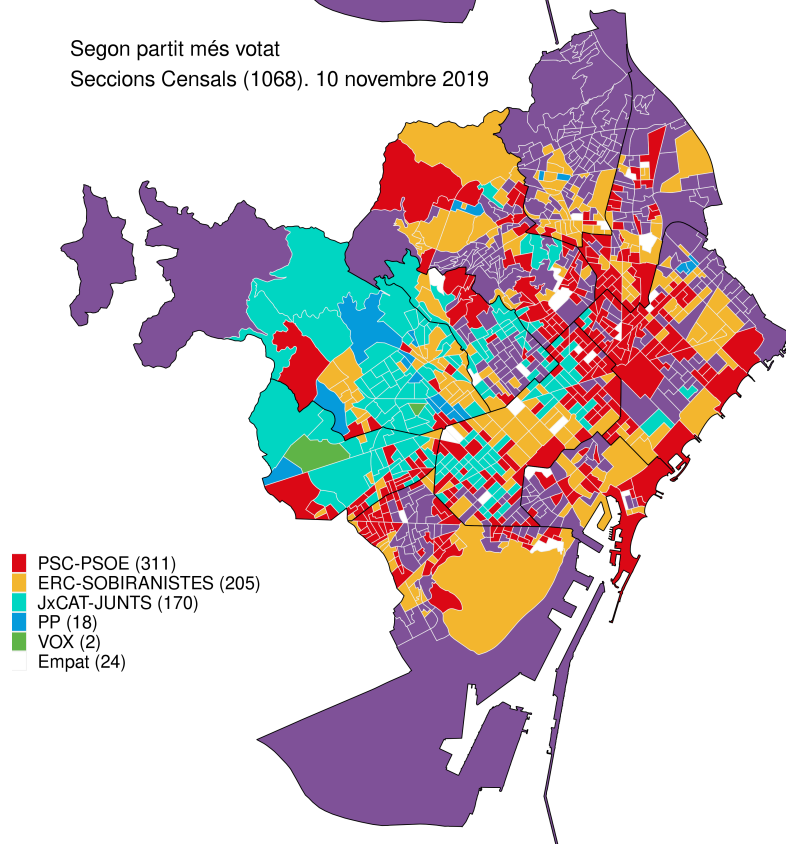 Segon partit més votat
Seccions Censals (1068). 10 novembre 2019
PSC-PSOE (311)
ERC-SOBIRANISTES (205)
JxCAT-JUNTS (170)
PP (18)
VOX (2)
Empat (24)